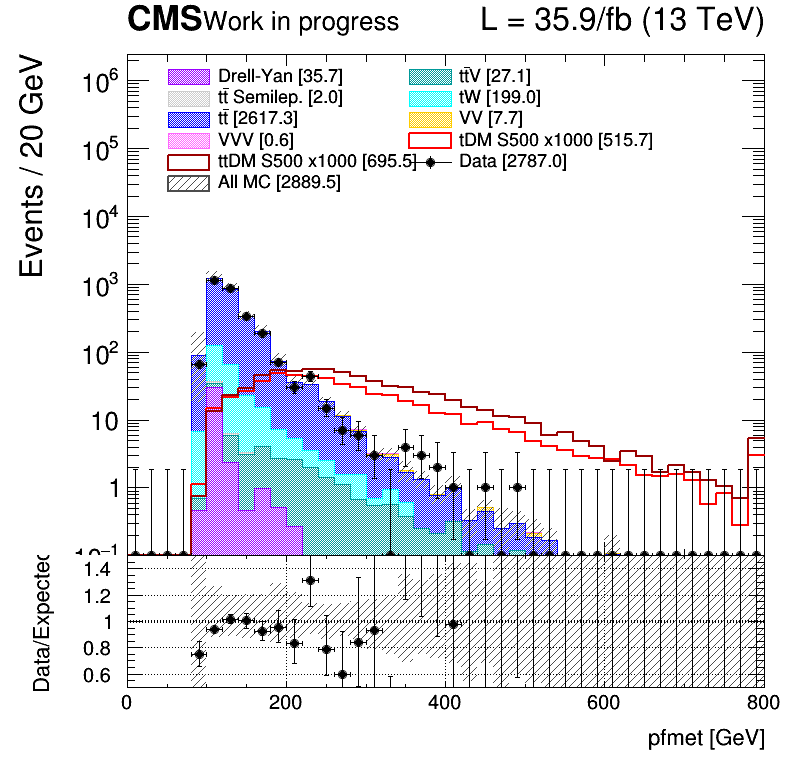 CMS Work in progress L = 35.9/fb (13 TeV)
Events / 20 GeV
Drell-Yan [35.7] tt̄V [27.1]
tt̄ Semilep. [2.0] tW [199.0]
tt̄ [2617.3] VV [7.7]
VVV [0.6] tDM S500 x1000 [515.7]
ttDM S500 x1000 [695.5] Data [2787.0]
All MC [2889.5]
10⁶
10⁵
10⁴
10³
10²
10
1
10⁻¹
Data/Expected
1.4
1.2
1
0.8
0.6
0 200 400 600 800
pfmet [GeV]